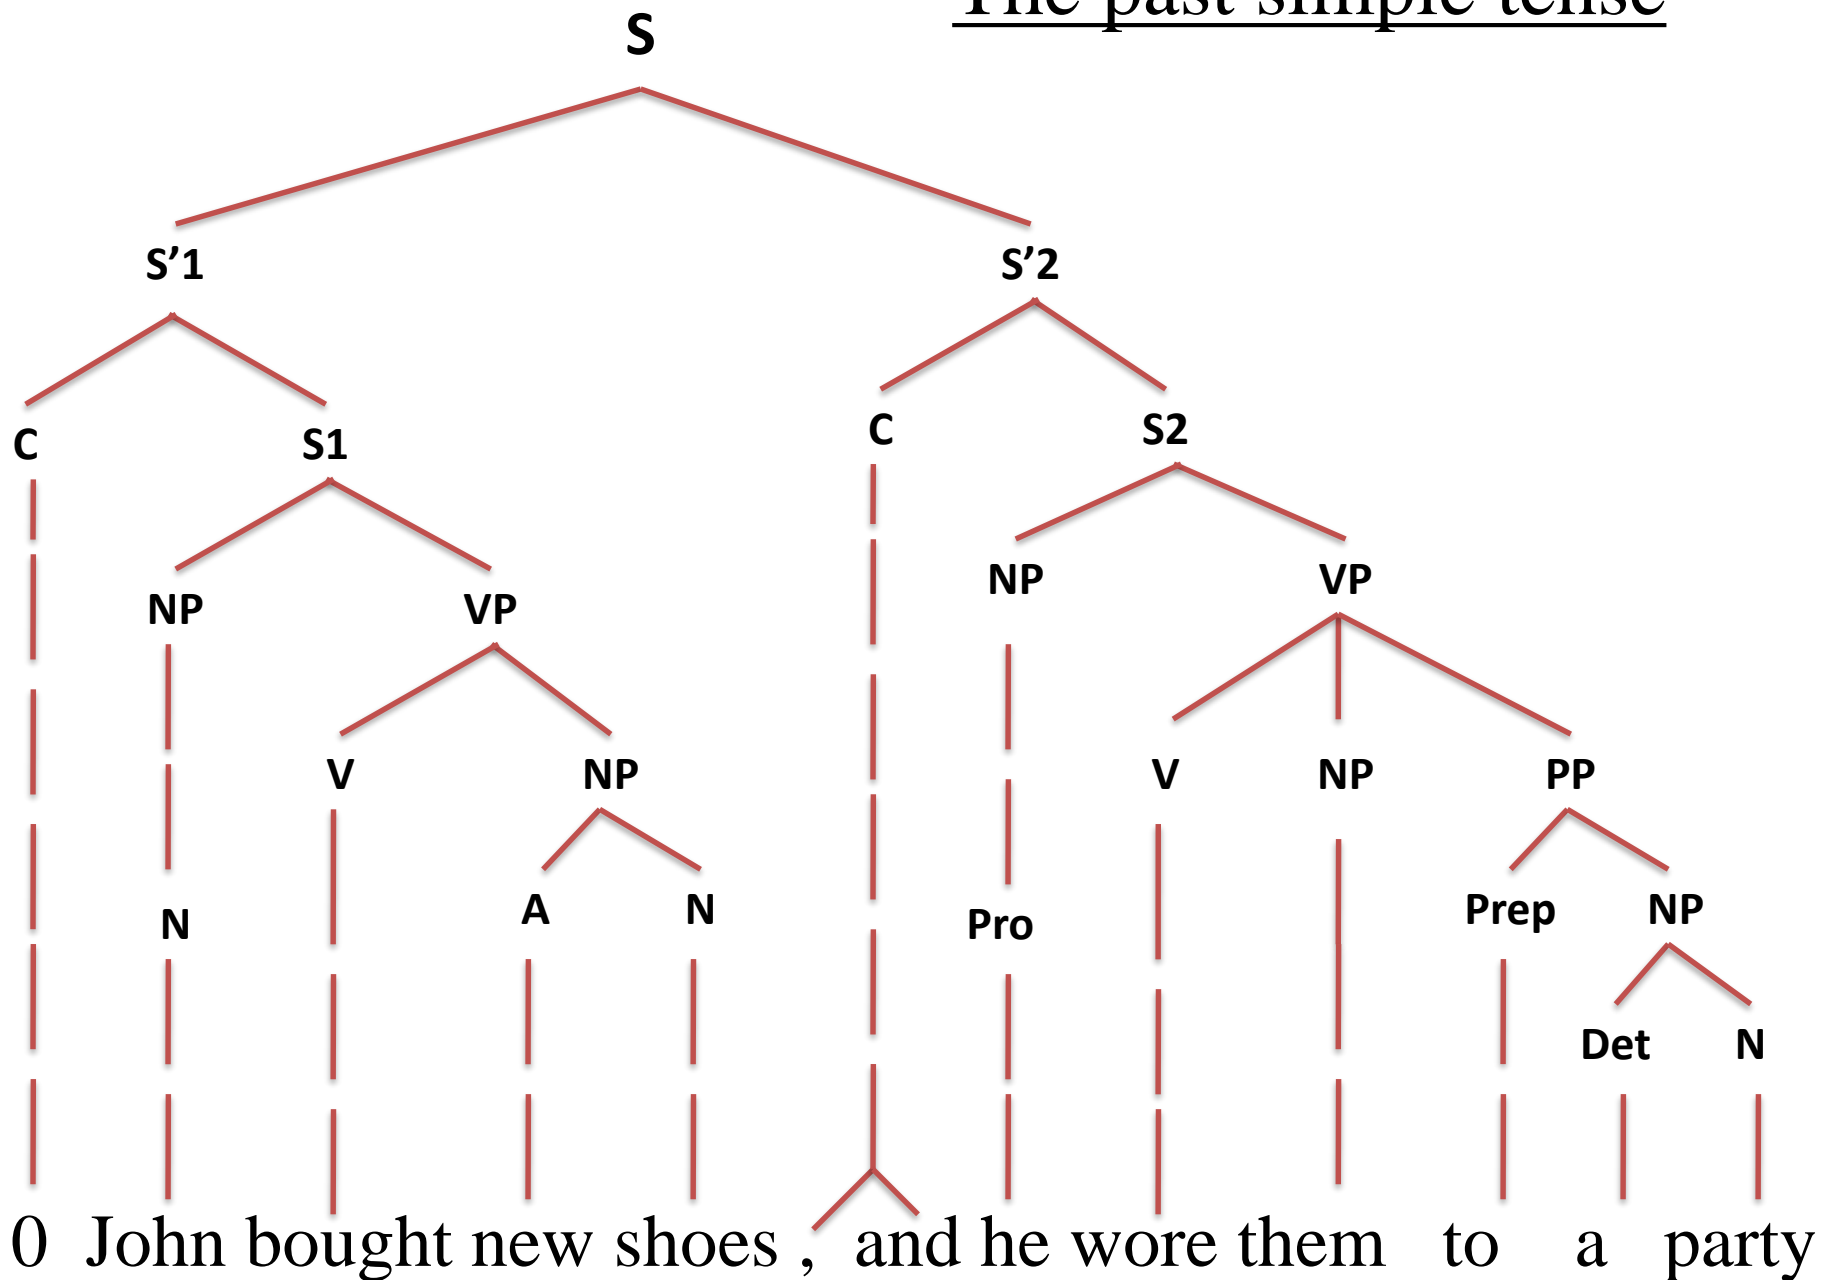 The past simple tense
S
S’1 S’2
C S1 C S2
NP VP NP VP
V NP V NP PP
N A N Pro Prep NP
Det N
0 John bought new shoes , and he wore them to a party